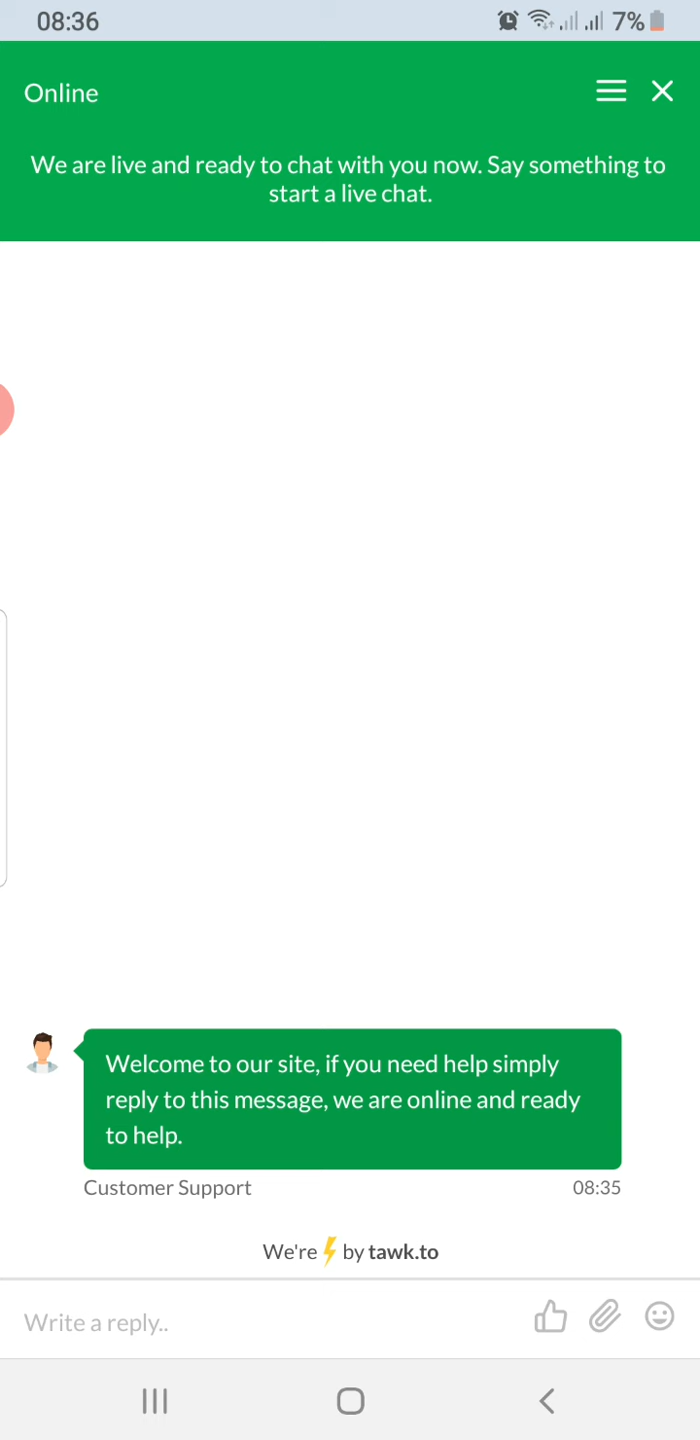 08:36 7%
Online
We are live and ready to chat with you now. Say something to
start a live chat.
Welcome to our site, if you need help simply
reply to this message, we are online and ready
to help.
Customer Support 08:35
We're by tawk.to
Write a reply..